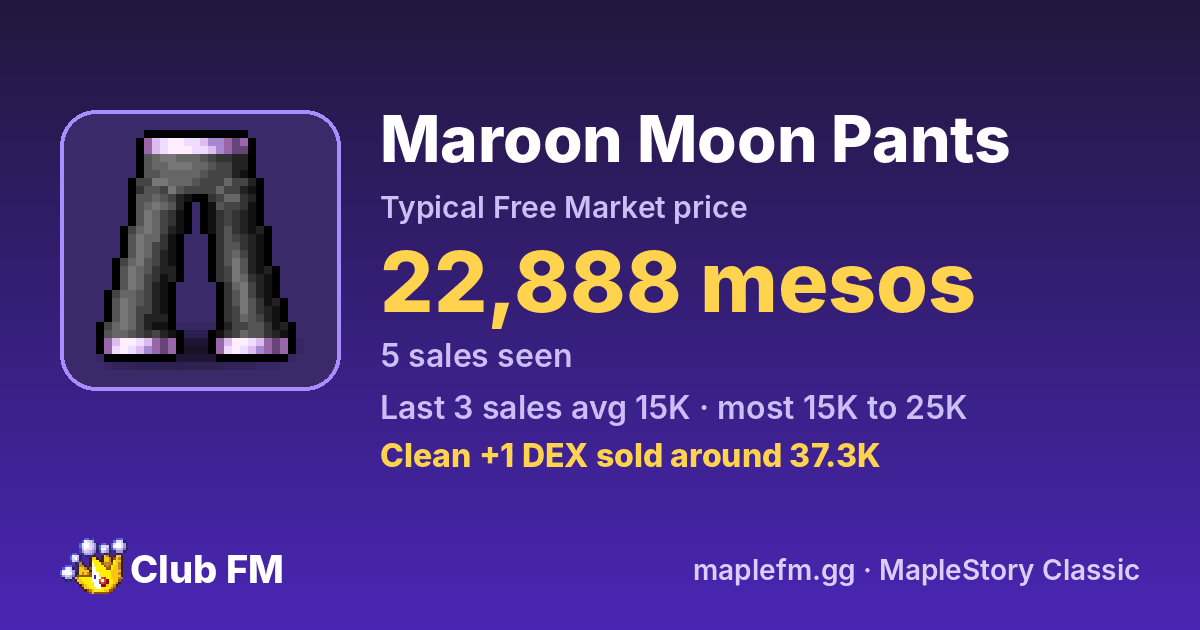 Maroon Moon Pants
Typical Free Market price
22,888 mesos
5 sales seen
Last 3 sales avg 15K · most 15K to 25K
Clean +1 DEX sold around 37.3K
Club FM
maplefm.gg · MapleStory Classic